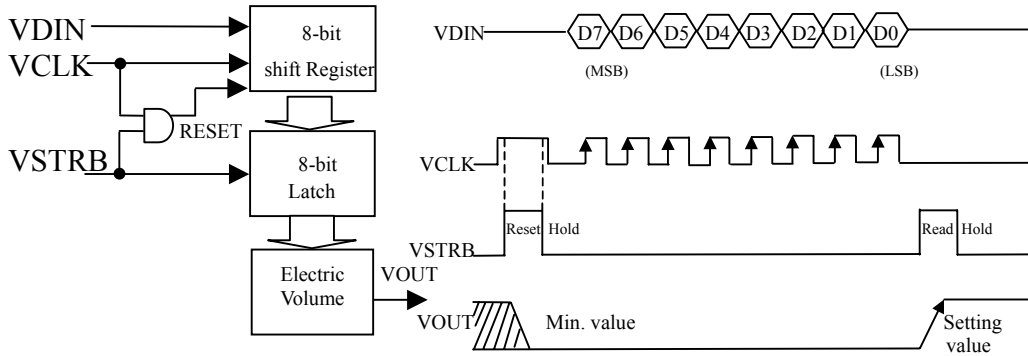 VDIN
VCLK
VSTRB
8-bit
shift Register
RESET
8-bit
Latch
Electric
Volume
VOUT
VDIN
D7 D6 D5 D4 D3 D2 D1 D0
(MSB) (LSB)
VCLK
VSTRB
Reset Hold Read Hold
VOUT
Min. value
Setting
value